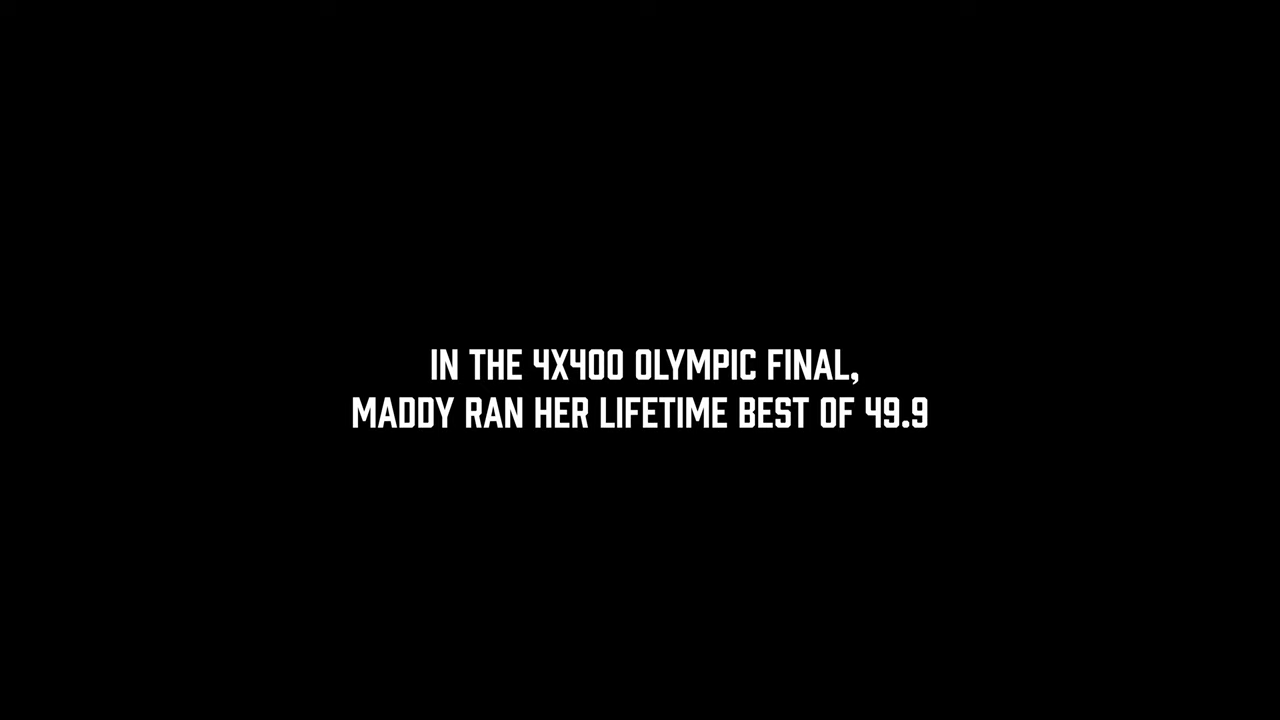 IN THE 4X400 OLYMPIC FINAL,
MADDY RAN HER LIFETIME BEST OF 49.9